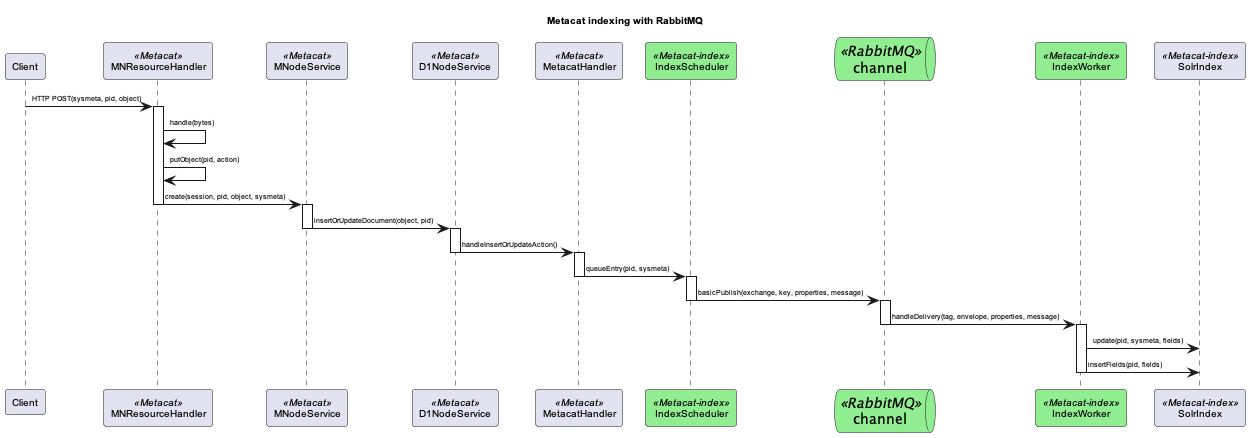 Metacat indexing with RabbitMQ
Client
«Metacat»
MNResourceHandler
«Metacat»
MNodeService
«Metacat»
D1NodeService
«Metacat»
MetacatHandler
«Metacat-index»
IndexScheduler
«RabbitMQ»
channel
«Metacat-index»
IndexWorker
«Metacat-index»
SolrIndex
HTTP POST(sysmeta, pid, object)
handle(bytes)
putObject(pid, action)
create(session, pid, object, sysmeta)
insertOrUpdateDocument(object, pid)
handleInsertOrUpdateAction()
queueEntry(pid, sysmeta)
basicPublish(exchange, key, properties, message)
handleDelivery(tag, envelope, properties, message)
update(pid, sysmeta, fields)
insertFields(pid, fields)
Client
«Metacat»
MNResourceHandler
«Metacat»
MNodeService
«Metacat»
D1NodeService
«Metacat»
MetacatHandler
«Metacat-index»
IndexScheduler
«RabbitMQ»
channel
«Metacat-index»
IndexWorker
«Metacat-index»
SolrIndex